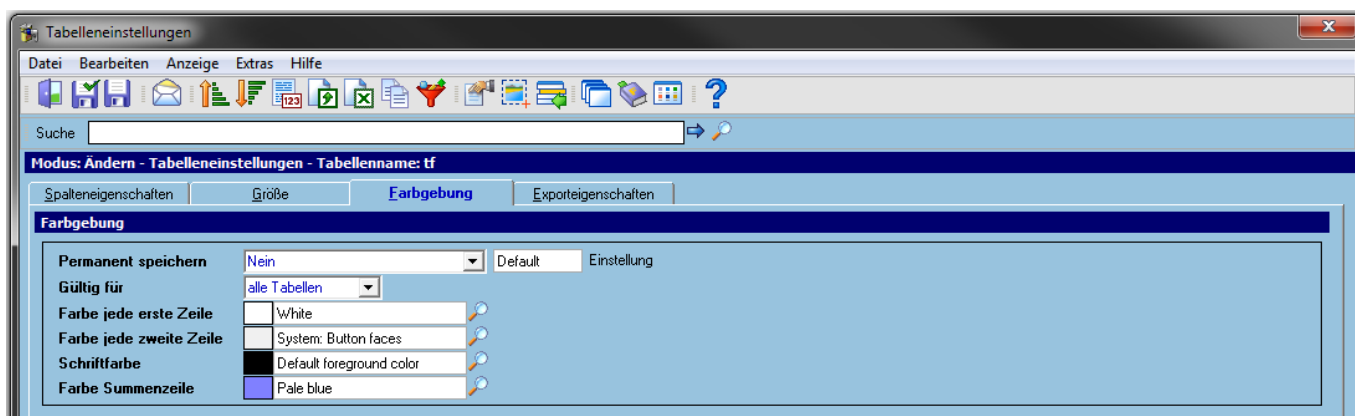 Tabelleneinstellungen
Datei Bearbeiten Anzeige Extras Hilfe
123
Suche
Modus: Ändern - Tabelleneinstellungen - Tabellenname: tf
Spalteneigenschaften Größe Farbgebung Exporteigenschaften
Farbgebung
Permanent speichern Nein Default Einstellung
Gültig für alle Tabellen
Farbe jede erste Zeile White
Farbe jede zweite Zeile System: Button faces
Schriftfarbe Default foreground color
Farbe Summenzeile Pale blue